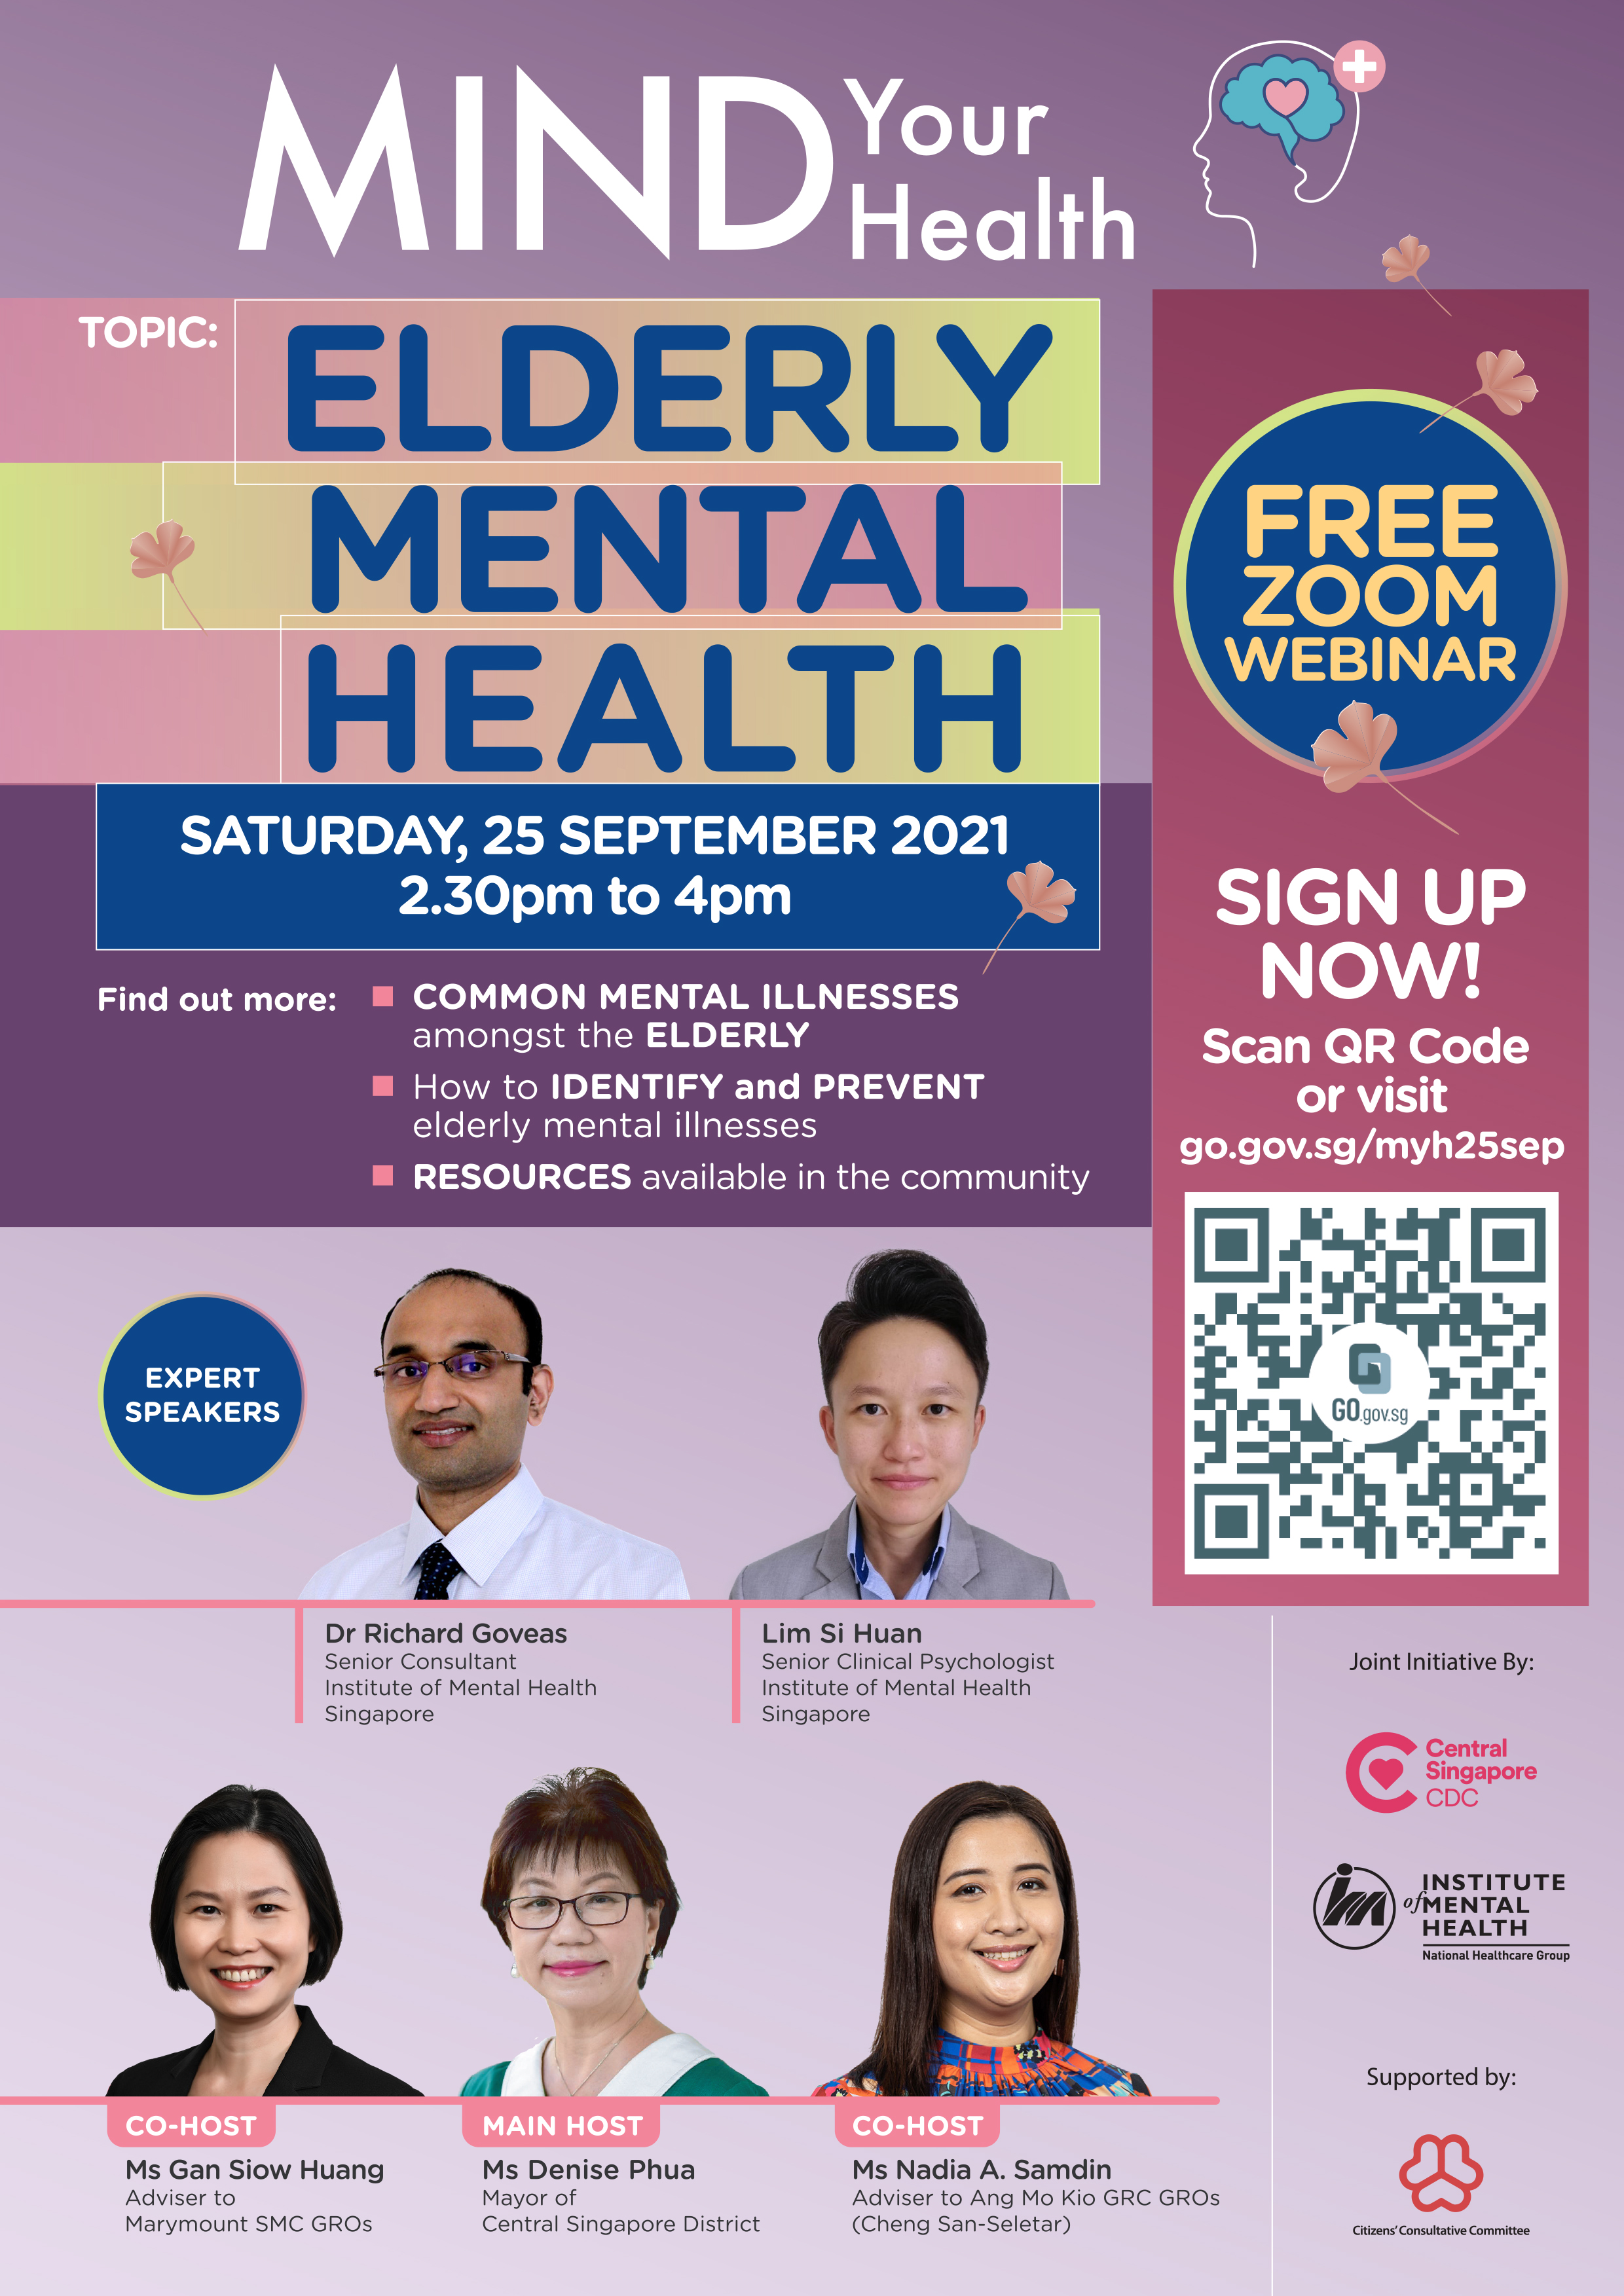 MIND Your
Health
TOPIC:
ELDERLY
MENTAL
HEALTH
SATURDAY, 25 SEPTEMBER 2021
2.30pm to 4pm
Find out more:
COMMON MENTAL ILLNESSES
amongst the ELDERLY
How to IDENTIFY and PREVENT
elderly mental illnesses
RESOURCES available in the community
FREE
ZOOM
WEBINAR
SIGN UP
NOW!
Scan QR Code
or visit
go.gov.sg/myh25sep
GO.gov.sg
EXPERT
SPEAKERS
Dr Richard Goveas
Senior Consultant
Institute of Mental Health
Singapore
Lim Si Huan
Senior Clinical Psychologist
Institute of Mental Health
Singapore
CO-HOST
Ms Gan Siow Huang
Adviser to
Marymount SMC GROs
MAIN HOST
Ms Denise Phua
Mayor of
Central Singapore District
CO-HOST
Ms Nadia A. Samdin
Adviser to Ang Mo Kio GRC GROs
(Cheng San-Seletar)
Joint Initiative By:
Central
Singapore
CDC
INSTITUTE
of MENTAL
HEALTH
National Healthcare Group
Supported by:
Citizens' Consultative Committee